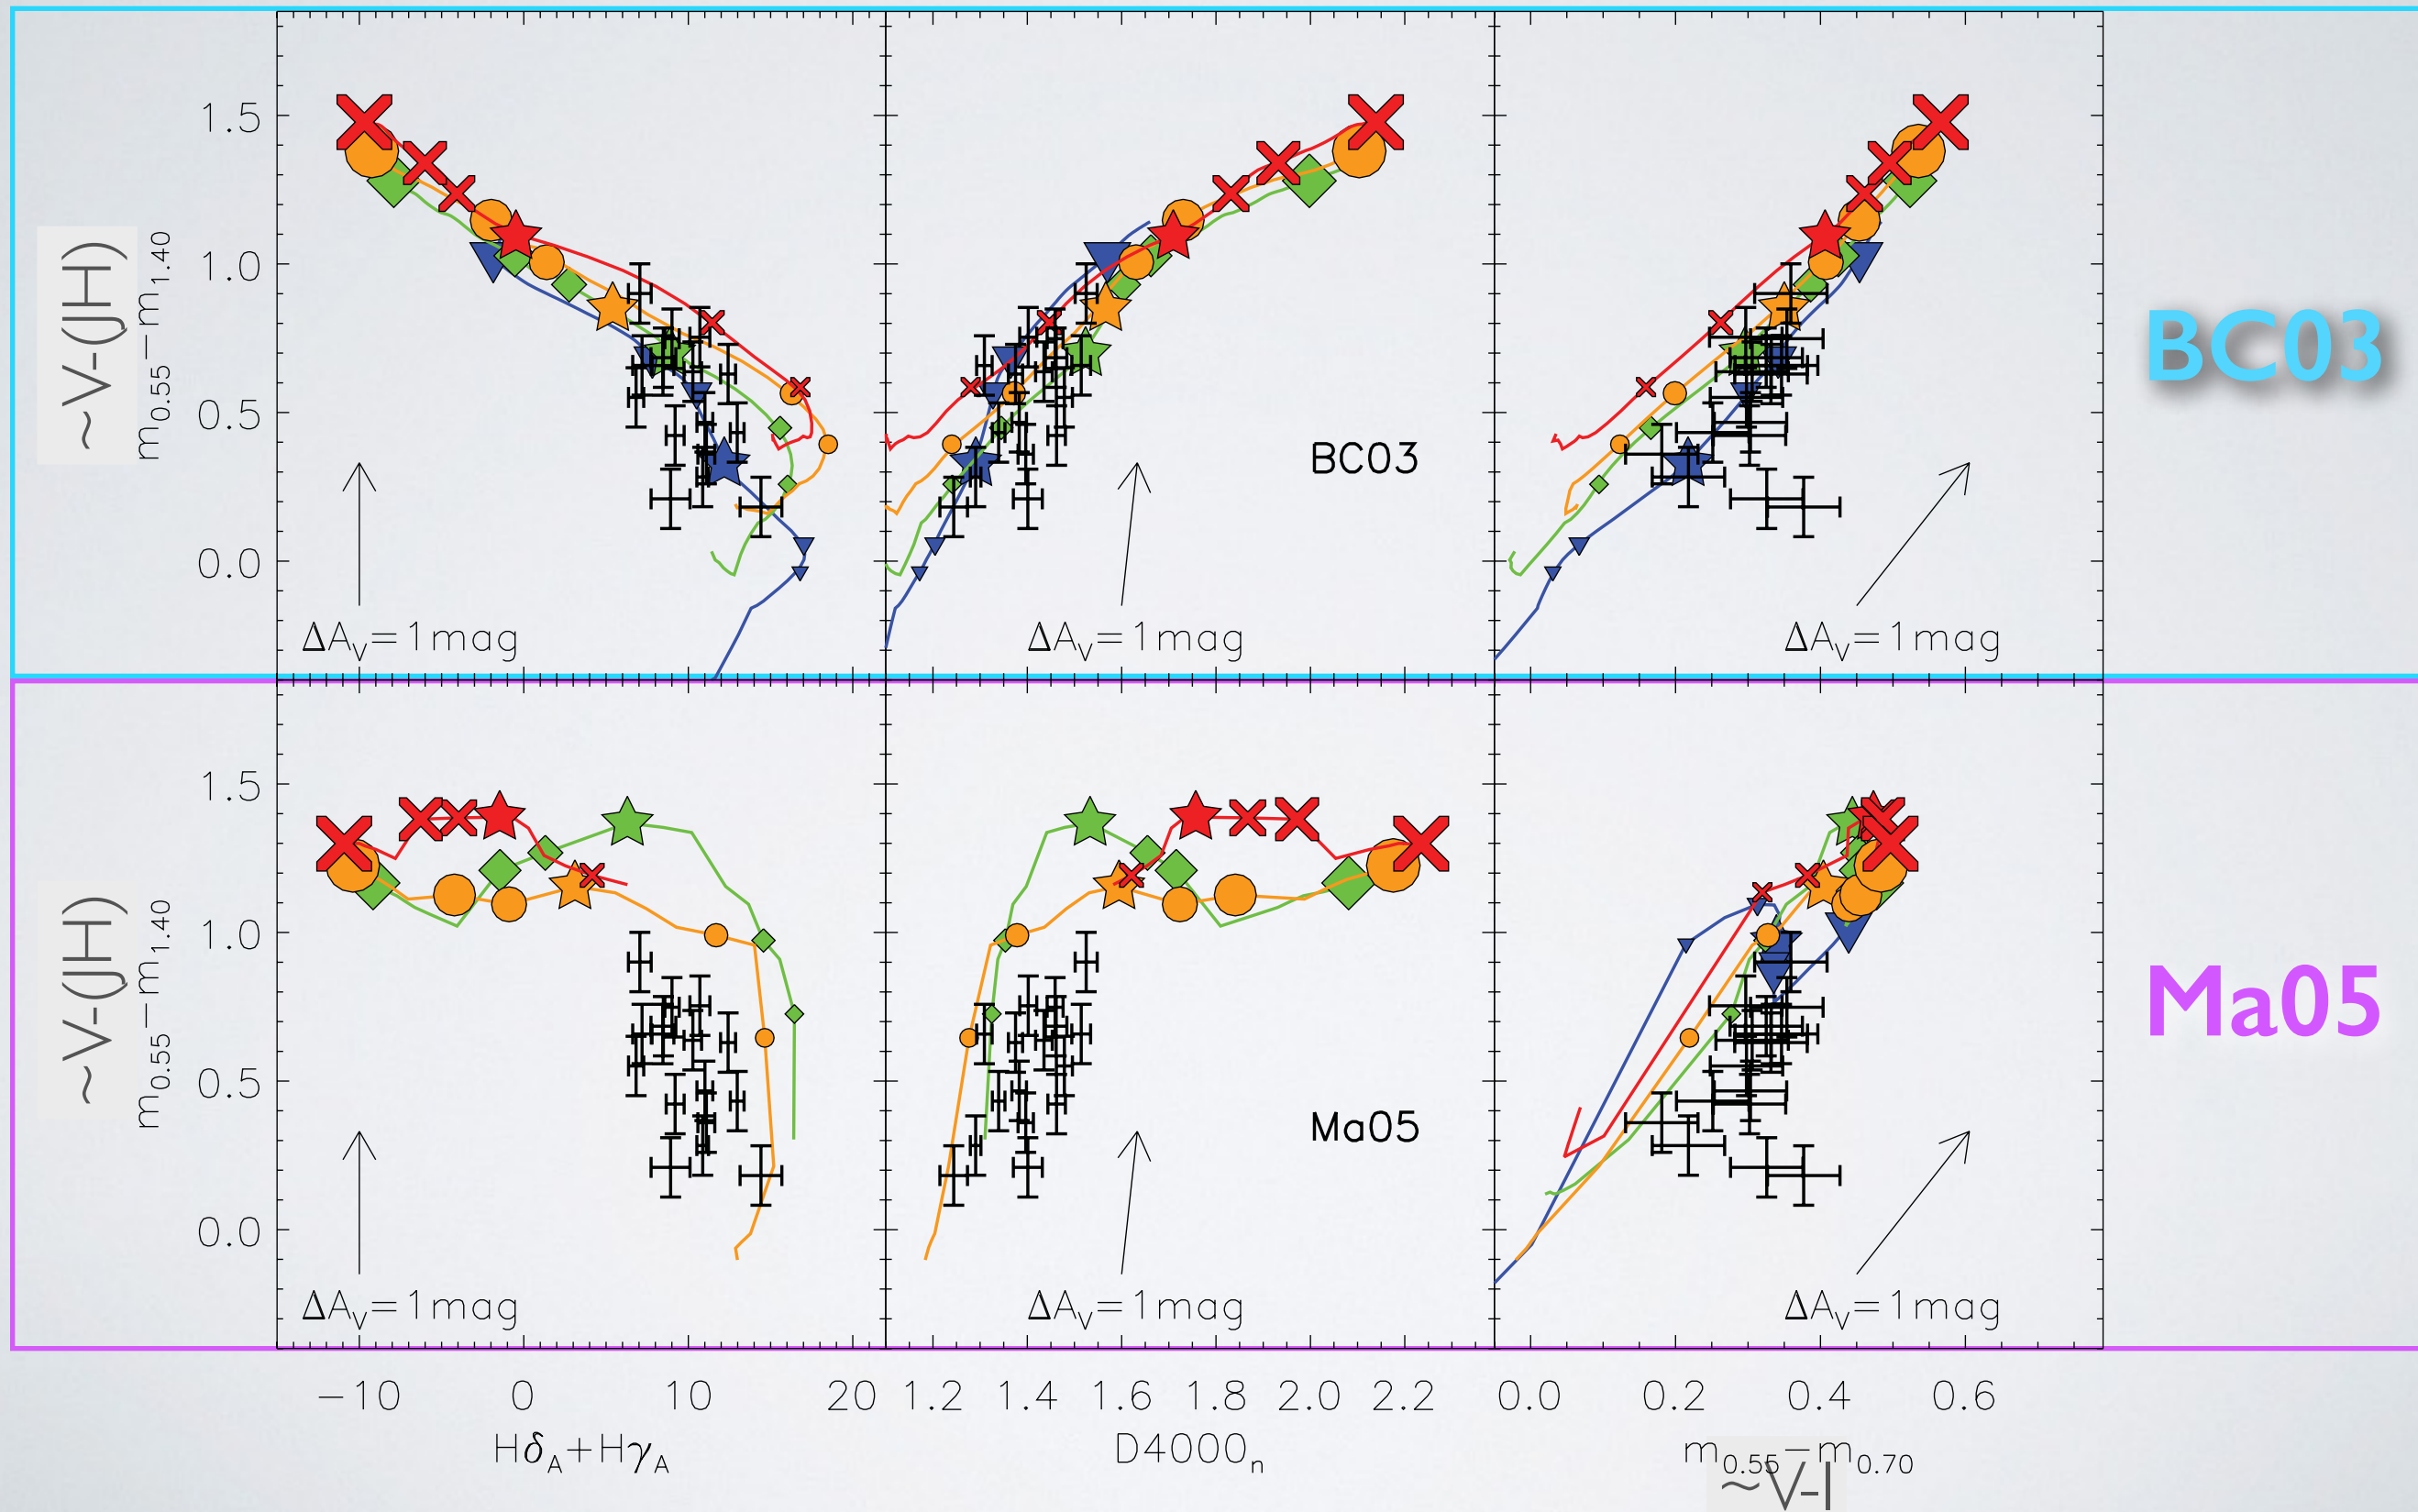 ~V-(JH)
m0.55−m1.40
1.5
1.0
0.5
0.0
ΔAV=1mag
BC03
ΔAV=1mag
ΔAV=1mag
BC03
~V-(JH)
m0.55−m1.40
1.5
1.0
0.5
0.0
ΔAV=1mag
Ma05
ΔAV=1mag
ΔAV=1mag
Ma05
−10 0 10 20 1.2 1.4 1.6 1.8 2.0 2.2 0.0 0.2 0.4 0.6
HδA+HγA D4000n m0.55−m0.70
~V-I